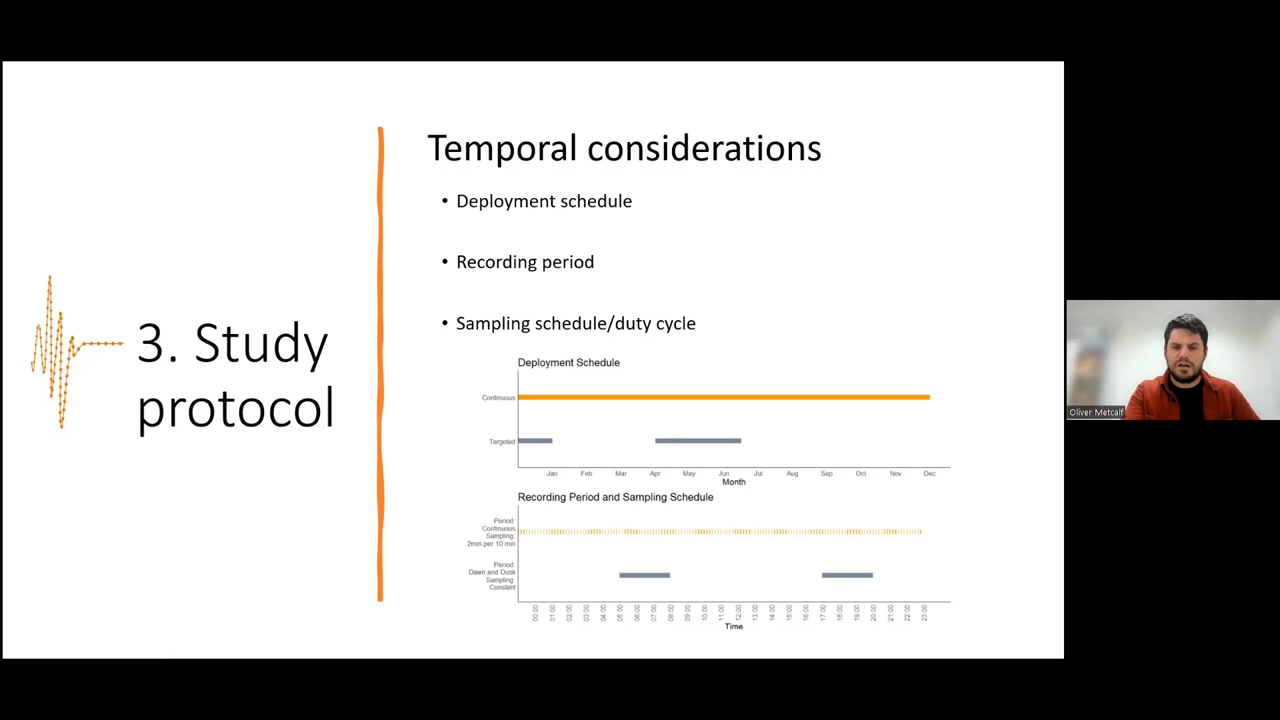 3. Study
protocol
Temporal considerations
• Deployment schedule
• Recording period
• Sampling schedule/duty cycle
Deployment Schedule
Continuous
Targeted
Jan Feb Mar Apr May Jun Jul Aug Sep Oct Nov Dec
Month
Recording Period and Sampling Schedule
Period:
Continuous
Sampling:
2min per 10 min
Period:
Dawn and Dusk
Sampling:
Constant
00:00 01:00 02:00 03:00 04:00 05:00 06:00 07:00 08:00 09:00 10:00 11:00 12:00 13:00 14:00 15:00 16:00 17:00 18:00 19:00 20:00 21:00 22:00 23:00
Time
Oliver Metcalf